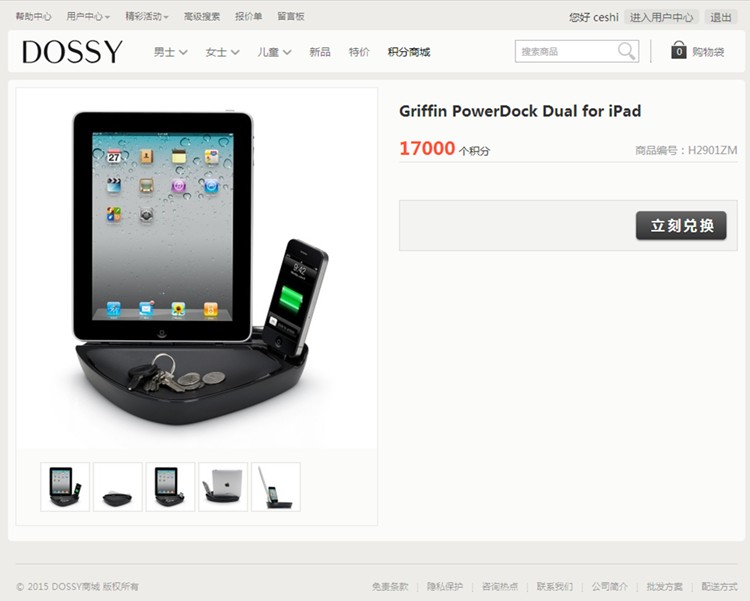 帮助中心 用户中心 精彩活动 高级搜索 报价单 留言板 您好 ceshi 进入用户中心 退出
DOSSY 男士 女士 儿童 新品 特价 积分商城 搜索商品 0 购物袋
Griffin PowerDock Dual for iPad
17000 个积分 商品编号：H2901ZM
立刻兑换
27
9:42
© 2015 DOSSY商城 版权所有 免责条款 隐私保护 咨询热点 联系我们 公司简介 批发方案 配送方式